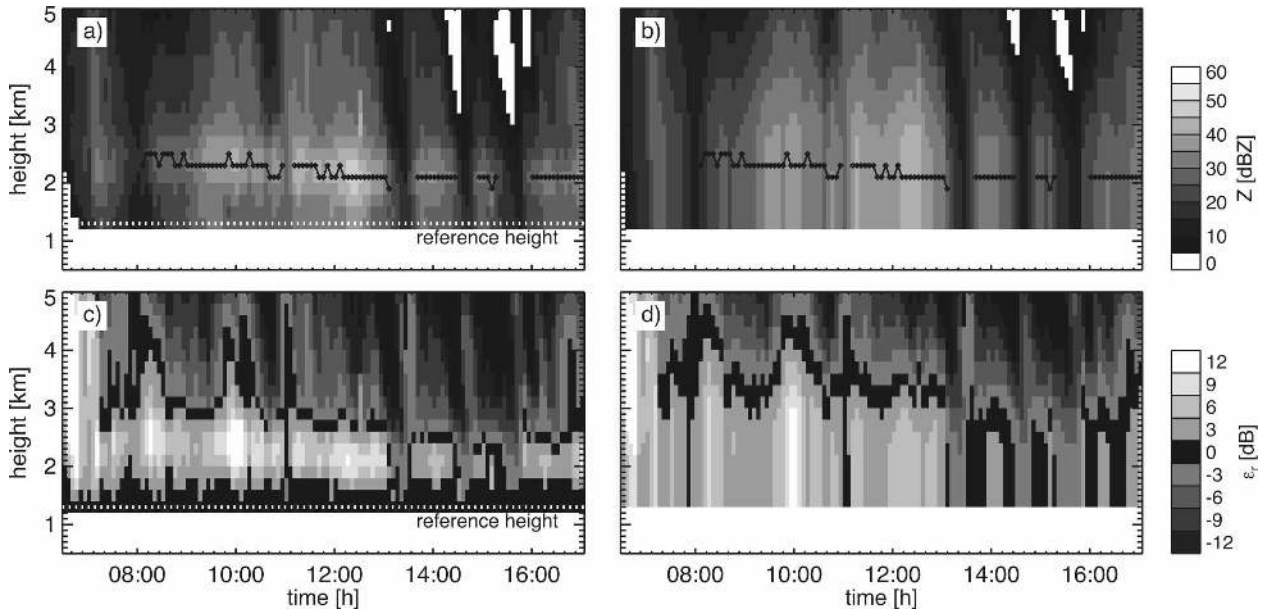 a)
b)
5
4
3
2
1
height [km]
reference height
60
50
40
30
20
10
0
Z [dBZ]
c)
d)
5
4
3
2
1
height [km]
reference height
12
9
6
3
0
-3
-6
-9
-12
εr [dB]
08:00 10:00 12:00 14:00 16:00
time [h]
08:00 10:00 12:00 14:00 16:00
time [h]